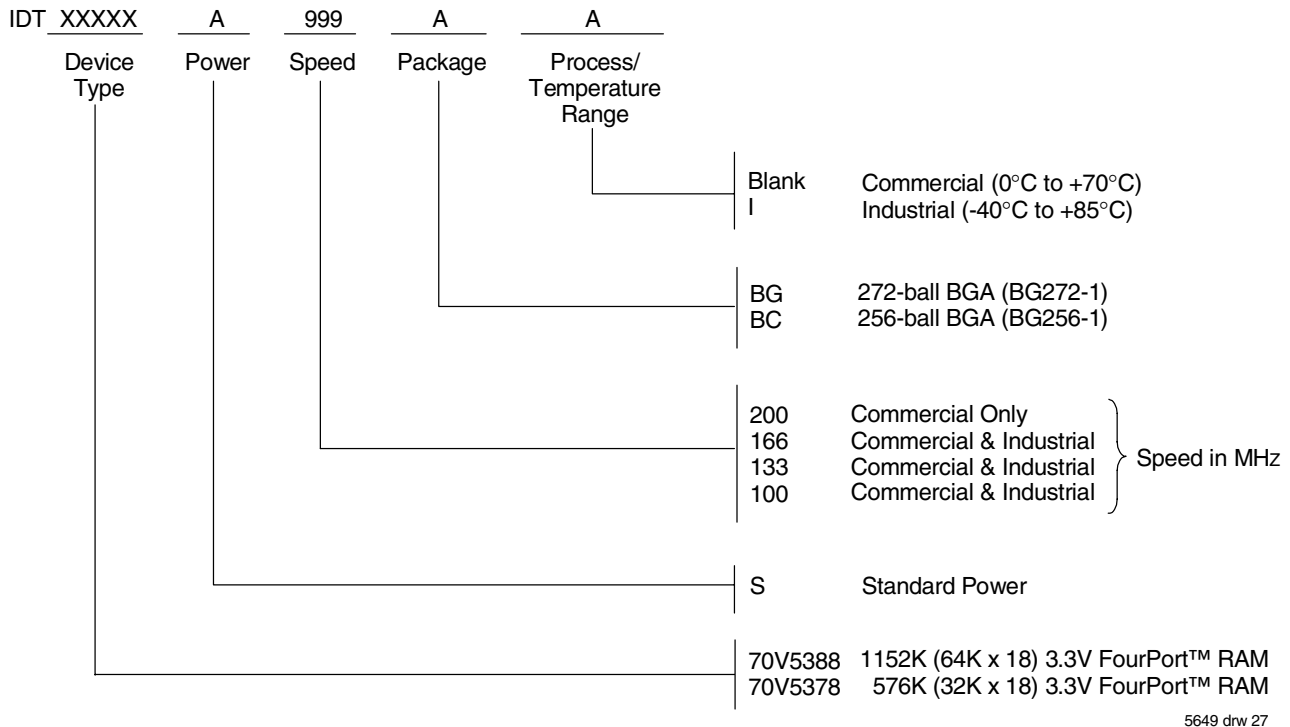 IDT XXXXX A 999 A A
Device Type Power Speed Package Process/ Temperature Range
Blank Commercial (0°C to +70°C)
I Industrial (-40°C to +85°C)
BG 272-ball BGA (BG272-1)
BC 256-ball BGA (BG256-1)
200 Commercial Only
166 Commercial & Industrial
133 Commercial & Industrial
100 Commercial & Industrial
Speed in MHz
S Standard Power
70V5388 1152K (64K x 18) 3.3V FourPort™ RAM
70V5378 576K (32K x 18) 3.3V FourPort™ RAM
5649 drw 27